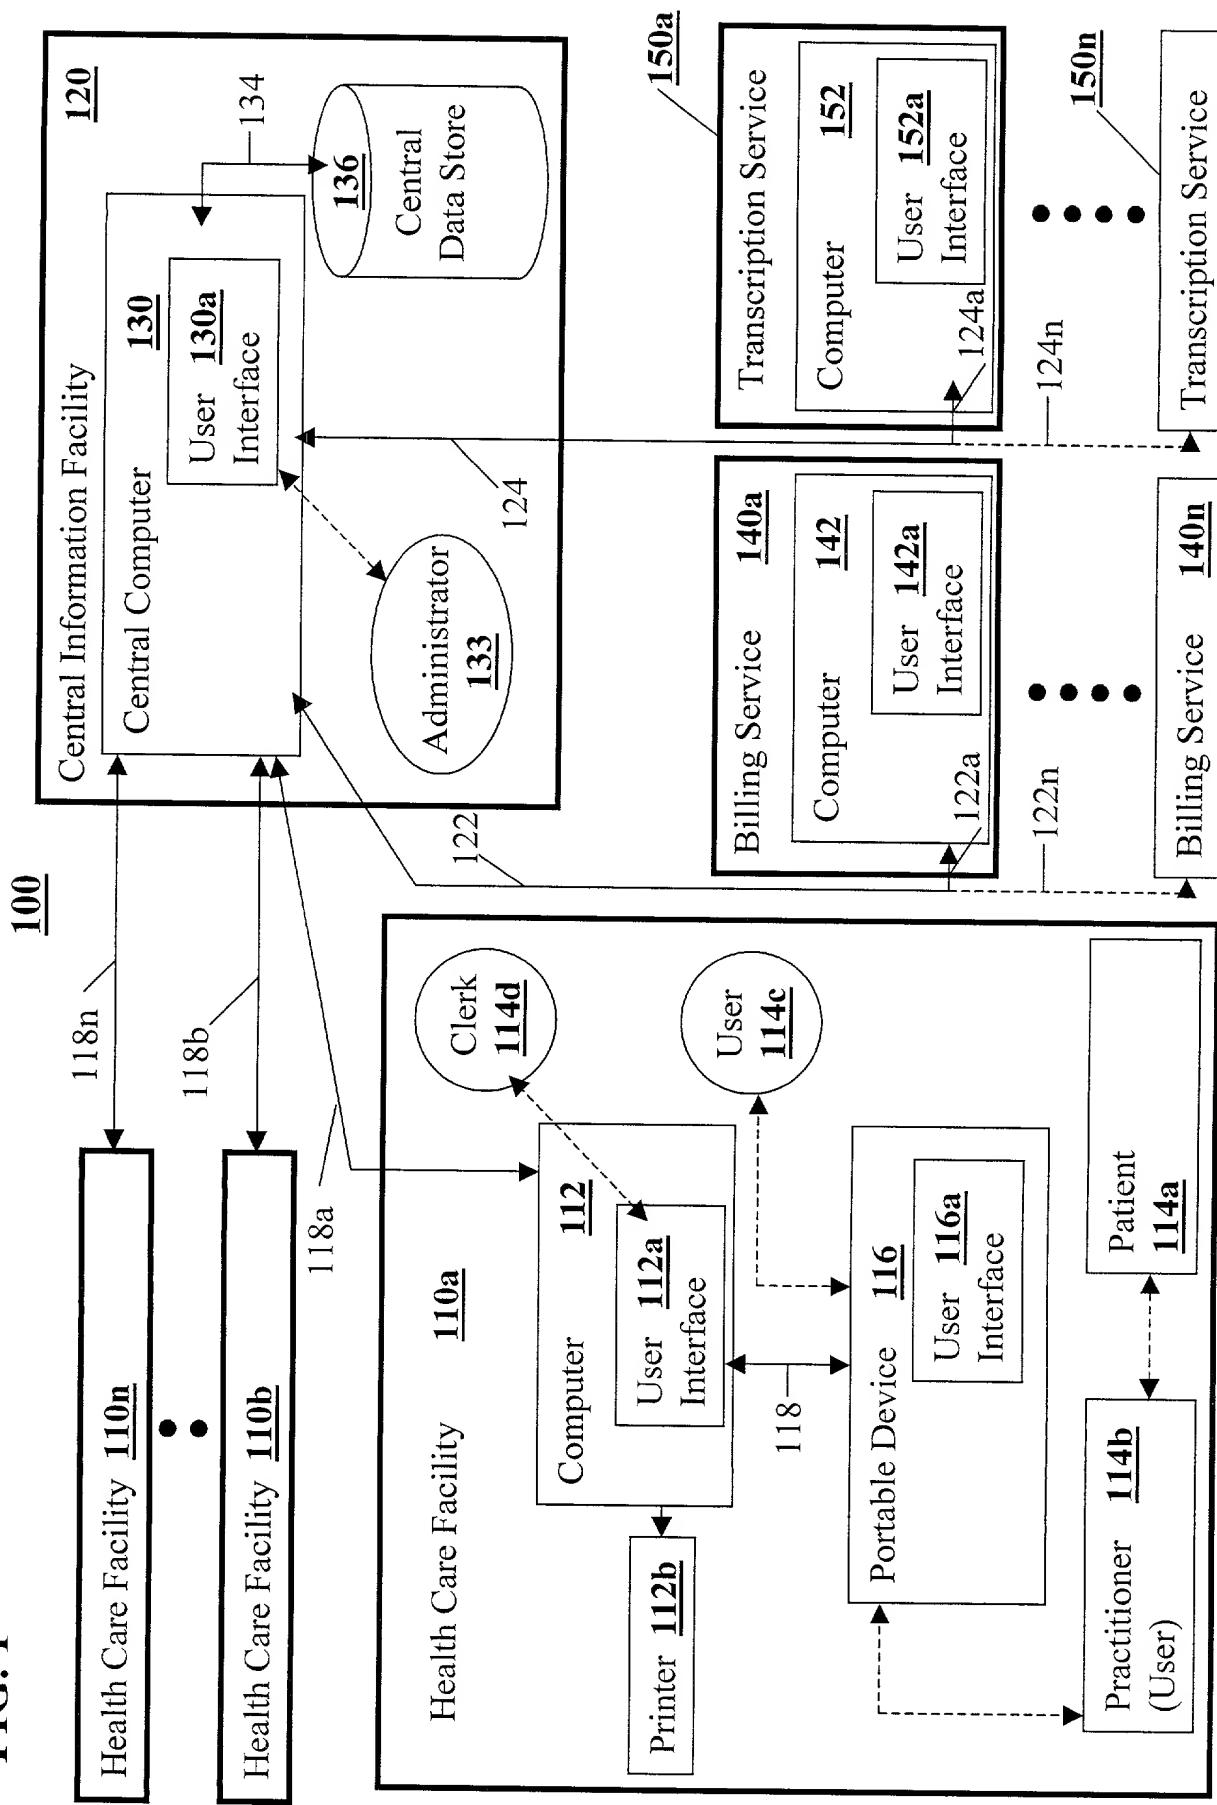 FIG. 1
100
Health Care Facility 110n
118n
Health Care Facility 110b
118b
118a
Central Information Facility
120
Central Computer
130
User 130a
Interface
134
136
Central
Data Store
Administrator
133
122
124
Health Care Facility
110a
Clerk
114d
Computer
112
User 112a
Interface
Printer 112b
118
User
114c
Portable Device
116
User 116a
Interface
Practitioner 114b
(User)
Patient
114a
Billing Service
140a
Computer
142
User 142a
Interface
122a
122n
Billing Service
140n
Transcription Service
150a
Computer
152
User 152a
Interface
124a
124n
Transcription Service
150n